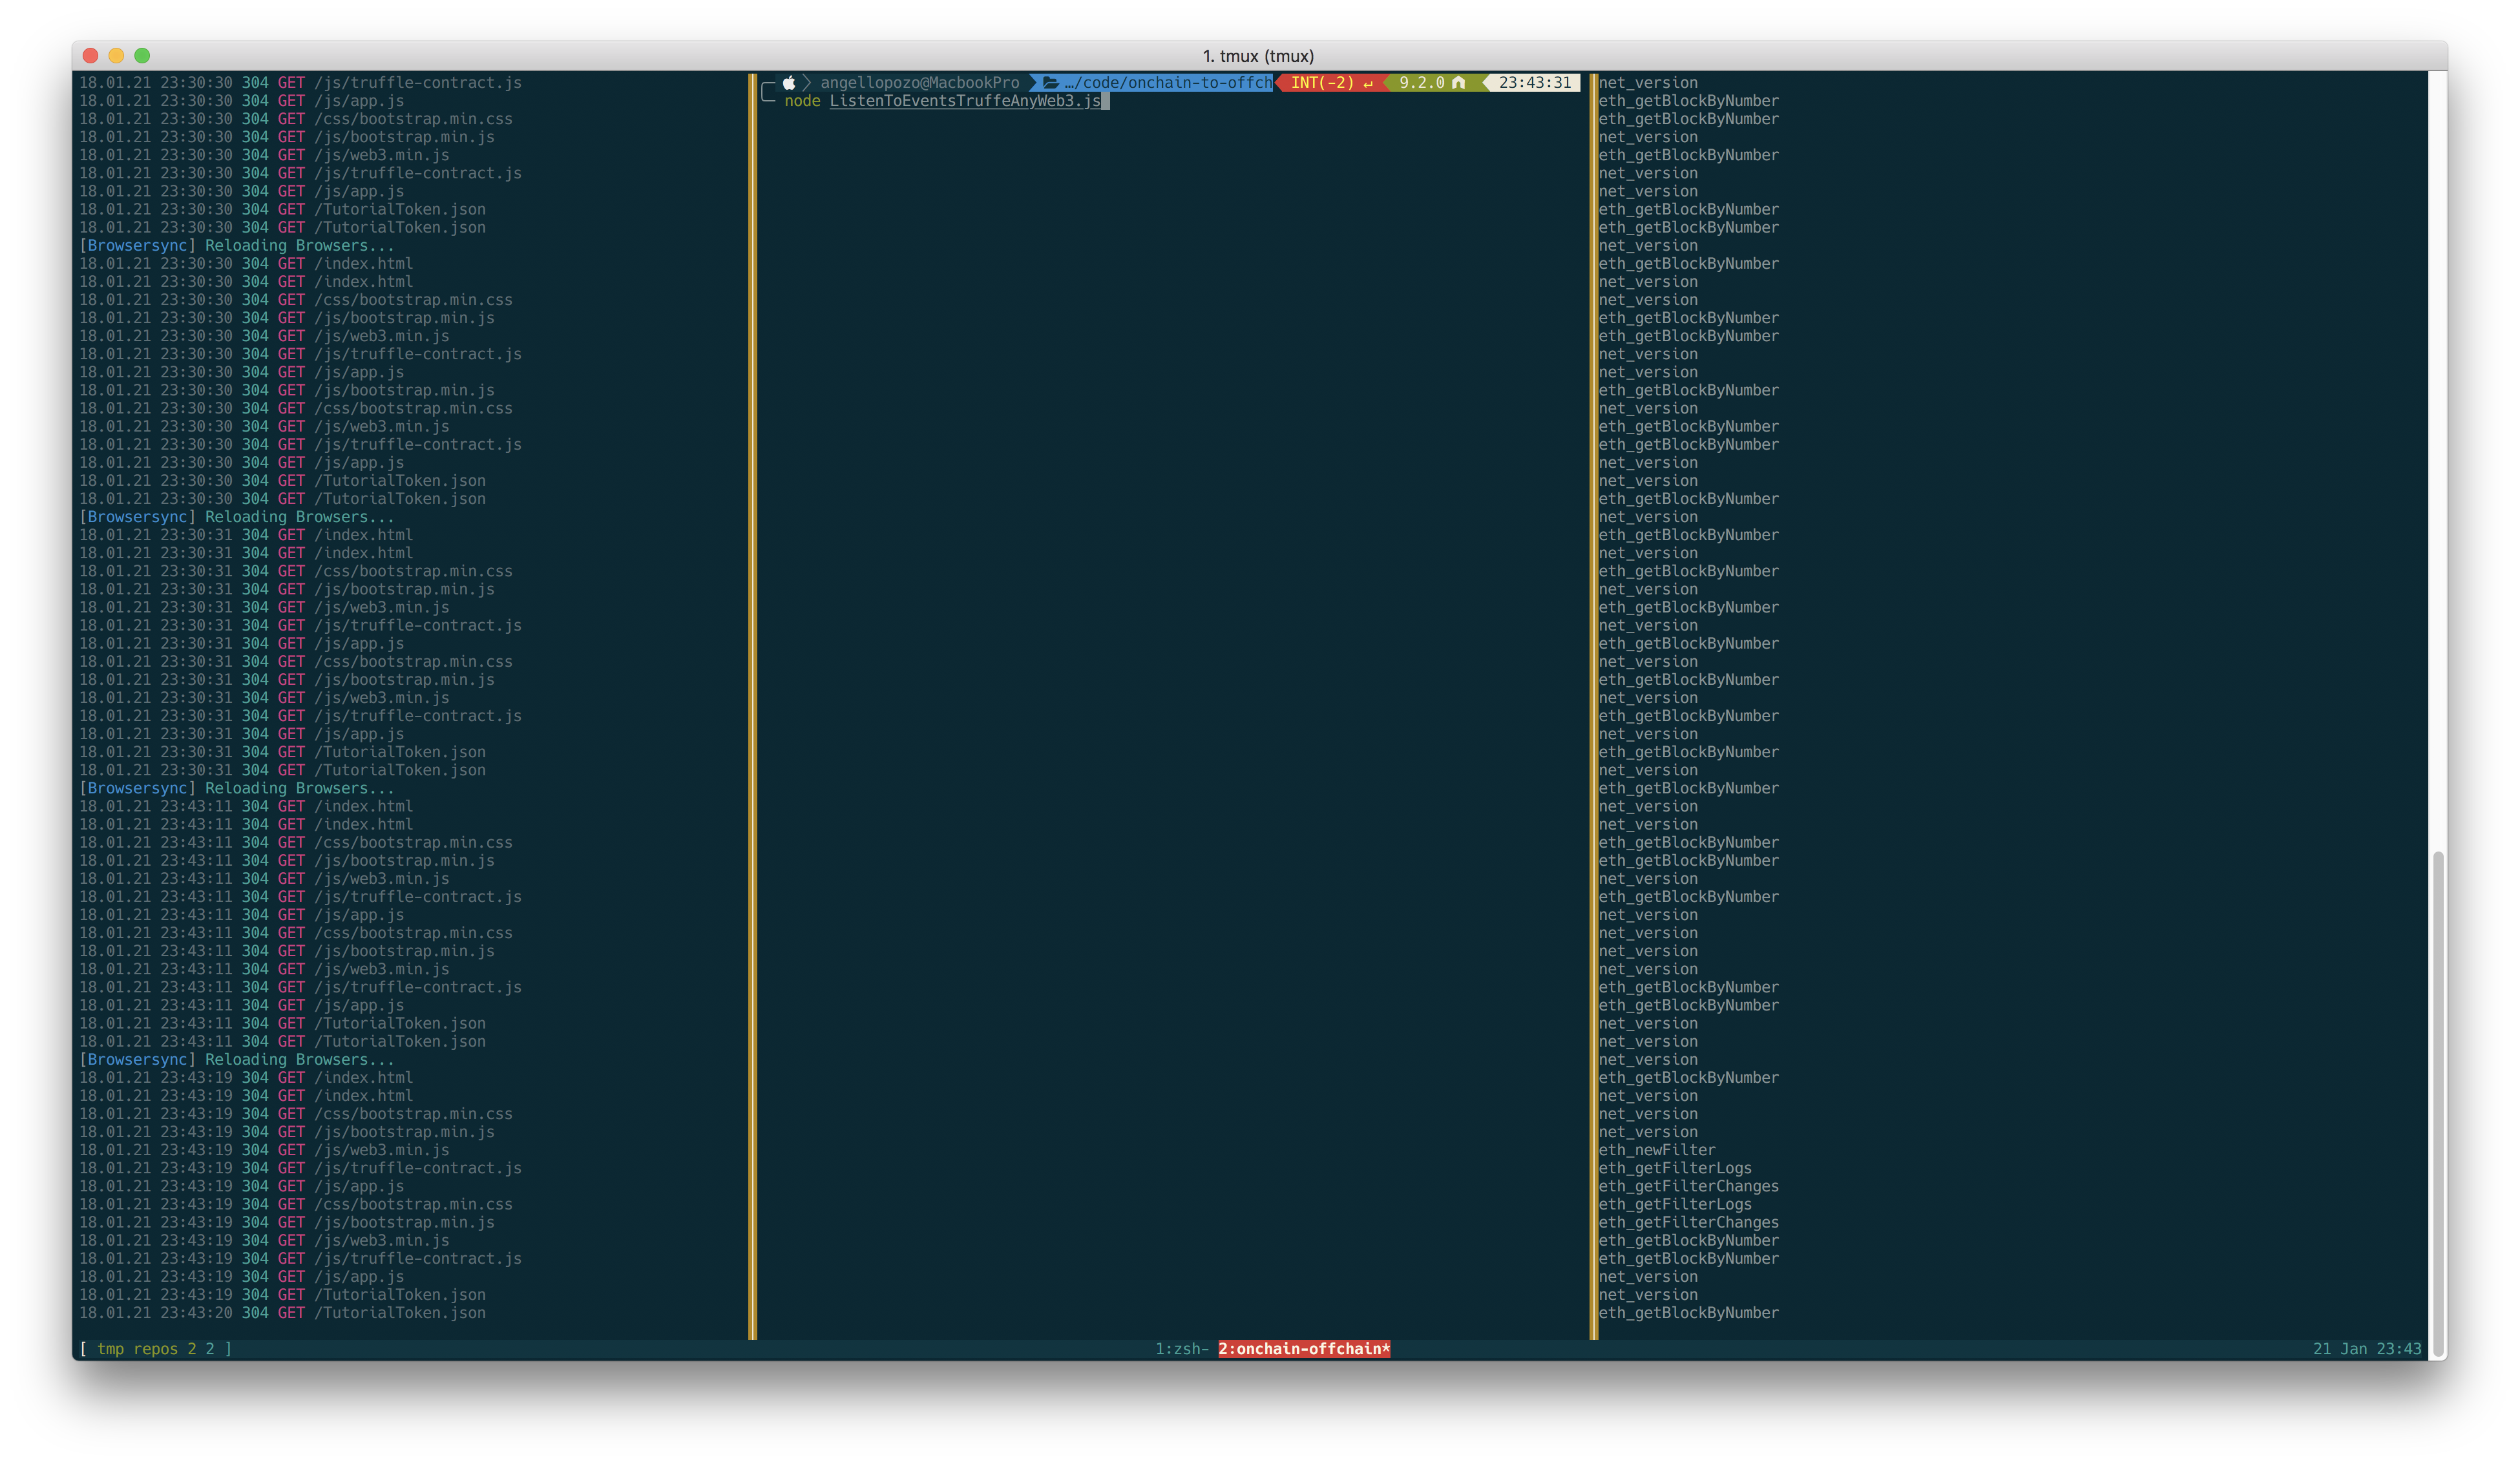 1. tmux (tmux)
18.01.21 23:30:30 304 GET /js/truffle-contract.js
18.01.21 23:30:30 304 GET /js/app.js
18.01.21 23:30:30 304 GET /css/bootstrap.min.css
18.01.21 23:30:30 304 GET /js/bootstrap.min.js
18.01.21 23:30:30 304 GET /js/web3.min.js
18.01.21 23:30:30 304 GET /js/truffle-contract.js
18.01.21 23:30:30 304 GET /js/app.js
18.01.21 23:30:30 304 GET /TutorialToken.json
18.01.21 23:30:30 304 GET /TutorialToken.json
[Browsersync] Reloading Browsers...
18.01.21 23:30:30 304 GET /index.html
18.01.21 23:30:30 304 GET /index.html
18.01.21 23:30:30 304 GET /css/bootstrap.min.css
18.01.21 23:30:30 304 GET /js/bootstrap.min.js
18.01.21 23:30:30 304 GET /js/web3.min.js
18.01.21 23:30:30 304 GET /js/truffle-contract.js
18.01.21 23:30:30 304 GET /js/app.js
18.01.21 23:30:30 304 GET /js/bootstrap.min.js
18.01.21 23:30:30 304 GET /css/bootstrap.min.css
18.01.21 23:30:30 304 GET /js/web3.min.js
18.01.21 23:30:30 304 GET /js/truffle-contract.js
18.01.21 23:30:30 304 GET /js/app.js
18.01.21 23:30:30 304 GET /TutorialToken.json
18.01.21 23:30:30 304 GET /TutorialToken.json
[Browsersync] Reloading Browsers...
18.01.21 23:30:31 304 GET /index.html
18.01.21 23:30:31 304 GET /index.html
18.01.21 23:30:31 304 GET /css/bootstrap.min.css
18.01.21 23:30:31 304 GET /js/bootstrap.min.js
18.01.21 23:30:31 304 GET /js/web3.min.js
18.01.21 23:30:31 304 GET /js/truffle-contract.js
18.01.21 23:30:31 304 GET /js/app.js
18.01.21 23:30:31 304 GET /css/bootstrap.min.css
18.01.21 23:30:31 304 GET /js/bootstrap.min.js
18.01.21 23:30:31 304 GET /js/web3.min.js
18.01.21 23:30:31 304 GET /js/truffle-contract.js
18.01.21 23:30:31 304 GET /js/app.js
18.01.21 23:30:31 304 GET /TutorialToken.json
18.01.21 23:30:31 304 GET /TutorialToken.json
[Browsersync] Reloading Browsers...
18.01.21 23:43:11 304 GET /index.html
18.01.21 23:43:11 304 GET /index.html
18.01.21 23:43:11 304 GET /css/bootstrap.min.css
18.01.21 23:43:11 304 GET /js/bootstrap.min.js
18.01.21 23:43:11 304 GET /js/web3.min.js
18.01.21 23:43:11 304 GET /js/truffle-contract.js
18.01.21 23:43:11 304 GET /js/app.js
18.01.21 23:43:11 304 GET /css/bootstrap.min.css
18.01.21 23:43:11 304 GET /js/bootstrap.min.js
18.01.21 23:43:11 304 GET /js/web3.min.js
18.01.21 23:43:11 304 GET /js/truffle-contract.js
18.01.21 23:43:11 304 GET /js/app.js
18.01.21 23:43:11 304 GET /TutorialToken.json
18.01.21 23:43:11 304 GET /TutorialToken.json
[Browsersync] Reloading Browsers...
18.01.21 23:43:19 304 GET /index.html
18.01.21 23:43:19 304 GET /index.html
18.01.21 23:43:19 304 GET /css/bootstrap.min.css
18.01.21 23:43:19 304 GET /js/bootstrap.min.js
18.01.21 23:43:19 304 GET /js/web3.min.js
18.01.21 23:43:19 304 GET /js/truffle-contract.js
18.01.21 23:43:19 304 GET /js/app.js
18.01.21 23:43:19 304 GET /css/bootstrap.min.css
18.01.21 23:43:19 304 GET /js/bootstrap.min.js
18.01.21 23:43:19 304 GET /js/web3.min.js
18.01.21 23:43:19 304 GET /js/truffle-contract.js
18.01.21 23:43:19 304 GET /js/app.js
18.01.21 23:43:19 304 GET /TutorialToken.json
18.01.21 23:43:20 304 GET /TutorialToken.json
angellopozo@MacbookPro …/code/onchain-to-offch INT(-2) ↵ 9.2.0 23:43:31
node ListenToEventsTruffeAnyWeb3.js
net_version
eth_getBlockByNumber
eth_getBlockByNumber
net_version
eth_getBlockByNumber
net_version
net_version
eth_getBlockByNumber
eth_getBlockByNumber
net_version
eth_getBlockByNumber
net_version
net_version
eth_getBlockByNumber
eth_getBlockByNumber
net_version
net_version
eth_getBlockByNumber
net_version
eth_getBlockByNumber
eth_getBlockByNumber
net_version
net_version
eth_getBlockByNumber
net_version
eth_getBlockByNumber
net_version
eth_getBlockByNumber
net_version
eth_getBlockByNumber
net_version
eth_getBlockByNumber
net_version
eth_getBlockByNumber
net_version
eth_getBlockByNumber
net_version
eth_getBlockByNumber
net_version
eth_getBlockByNumber
net_version
net_version
eth_getBlockByNumber
eth_getBlockByNumber
net_version
eth_getBlockByNumber
net_version
net_version
net_version
net_version
eth_getBlockByNumber
eth_getBlockByNumber
net_version
net_version
net_version
eth_getBlockByNumber
net_version
net_version
net_version
eth_newFilter
eth_getFilterLogs
eth_getFilterChanges
eth_getFilterLogs
eth_getFilterChanges
eth_getBlockByNumber
eth_getBlockByNumber
net_version
net_version
eth_getBlockByNumber
[ tmp repos 2 2 ] 1:zsh- 2:onchain-offchain* 21 Jan 23:43